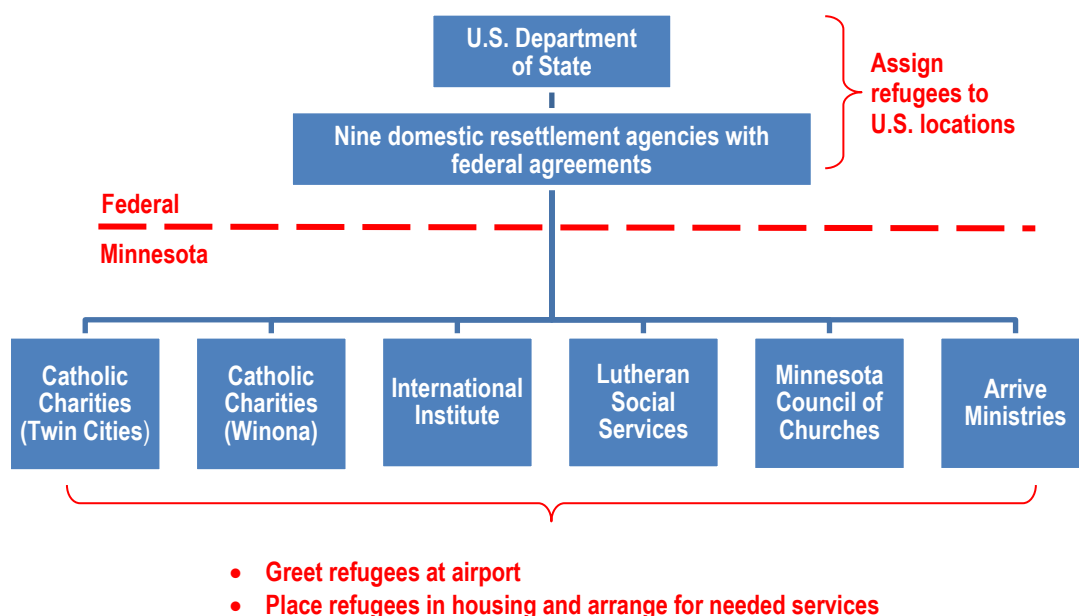 U.S. Department
of State
Assign
refugees to
U.S. locations
Nine domestic resettlement agencies with
federal agreements
Federal
Minnesota
Catholic
Charities
(Twin Cities)
Catholic
Charities
(Winona)
International
Institute
Lutheran
Social
Services
Minnesota
Council of
Churches
Arrive
Ministries
• Greet refugees at airport
• Place refugees in housing and arrange for needed services